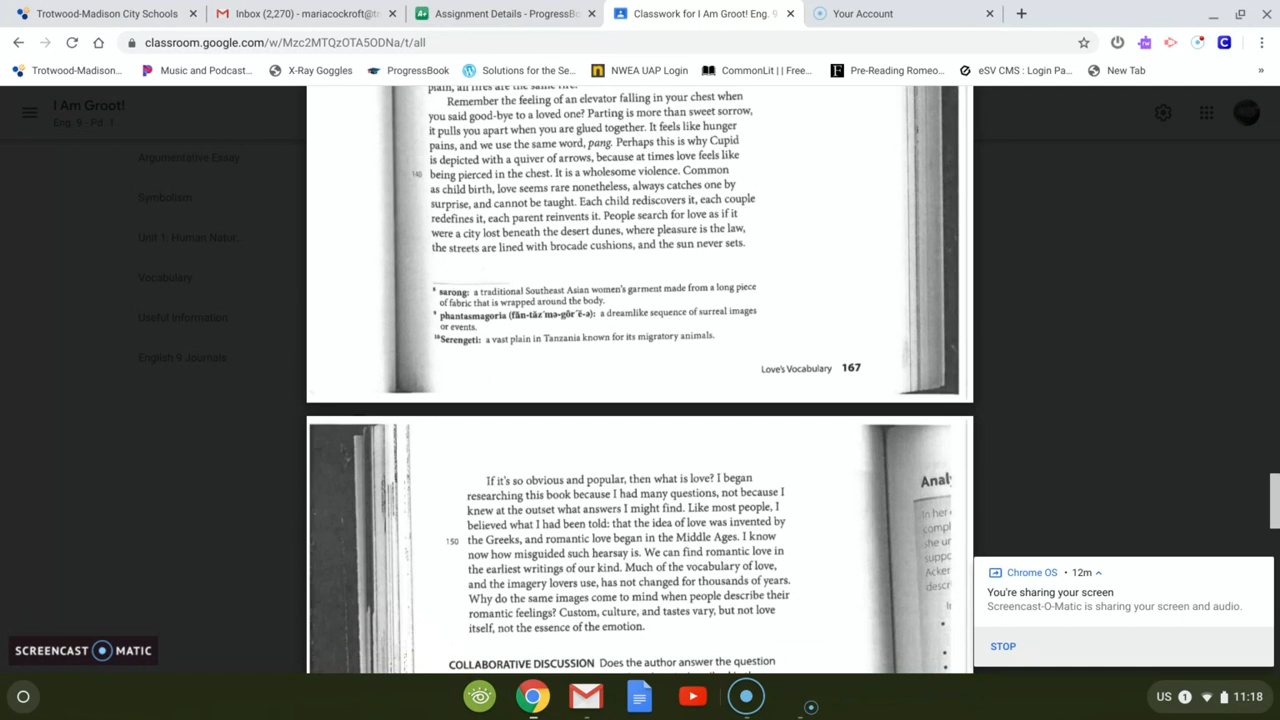 Trotwood-Madison City Schools
Inbox (2,270) - mariacockroft@t
Assignment Details - ProgressBo
Classwork for I Am Groot! Eng. 9
Your Account
classroom.google.com/w/Mzc2MTQzOTA5ODNa/t/all
Trotwood-Madison...
Music and Podcast...
X-Ray Goggles
ProgressBook
Solutions for the Se...
NWEA UAP Login
CommonLit | | Free...
Pre-Reading Romeo...
eSV CMS : Login Pa...
New Tab
I Am Groot!
Eng. 9 - Pd. 1
Argumentative Essay
Symbolism
Unit 1: Human Natur.
Vocabulary
Useful Information
English 9 Journals
plain, all fires are the same fire.
Remember the feeling of an elevator falling in your chest when
you said good-bye to a loved one? Parting is more than sweet sorrow,
it pulls you apart when you are glued together. It feels like hunger
pains, and we use the same word, pang. Perhaps this is why Cupid
is depicted with a quiver of arrows, because at times love feels like
140 being pierced in the chest. It is a wholesome violence. Common
as child birth, love seems rare nonetheless, always catches one by
surprise, and cannot be taught. Each child rediscovers it, each couple
redefines it, each parent reinvents it. People search for love as if it
were a city lost beneath the desert dunes, where pleasure is the law,
the streets are lined with brocade cushions, and the sun never sets.
8 sarong: a traditional Southeast Asian women's garment made from a long piece
of fabric that is wrapped around the body.
9 phantasmagoria (făn-tăz´mə-gôr´ē-ə): a dreamlike sequence of surreal images
or events.
10 Serengeti: a vast plain in Tanzania known for its migratory animals.
Love's Vocabulary 167
If it's so obvious and popular, then what is love? I began
researching this book because I had many questions, not because I
knew at the outset what answers I might find. Like most people, I
believed what I had been told: that the idea of love was invented by
150 the Greeks, and romantic love began in the Middle Ages. I know
now how misguided such hearsay is. We can find romantic love in
the earliest writings of our kind. Much of the vocabulary of love,
and the imagery lovers use, has not changed for thousands of years.
Why do the same images come to mind when people describe their
romantic feelings? Custom, culture, and tastes vary, but not love
itself, not the essence of the emotion.
COLLABORATIVE DISCUSSION Does the author answer the question
Anal
In her
compl
she ur
supp
Acker
descr
Chrome OS • 12m
You're sharing your screen
Screencast-O-Matic is sharing your screen and audio.
STOP
SCREENCAST O MATIC
US 1 11:18